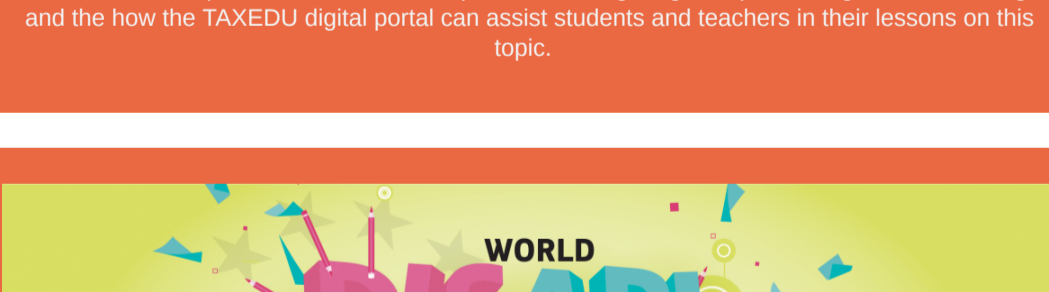 and the how the TAXEDU digital portal can assist students and teachers in their lessons on this
topic.
WORLD